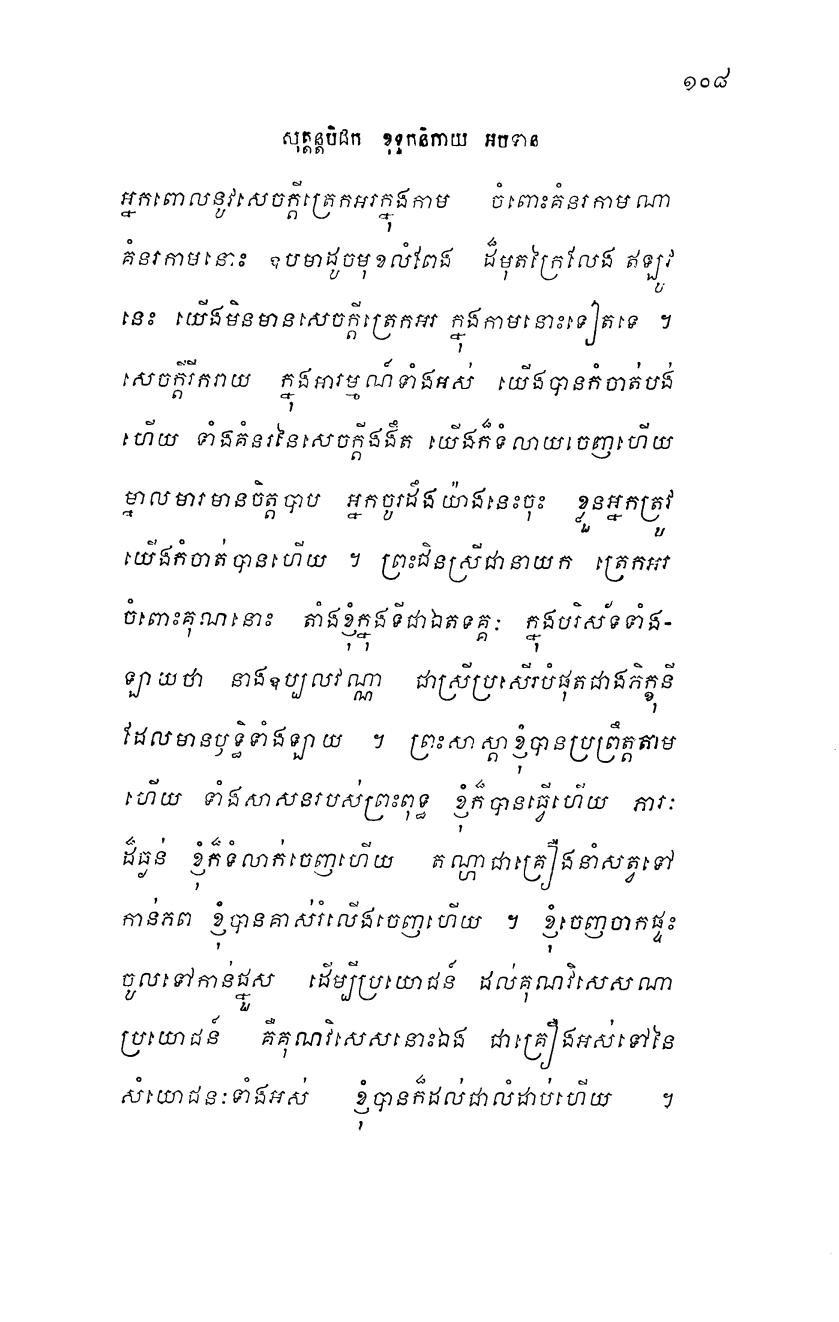 ១០៨
សុត្តន្តបិដក ខុទ្ទកនិកាយ អបទាន
អ្នកពោលនូវសេចក្តីត្រេកអរក្នុងកាម ចំពោះគំនរកាមណា
គំនរកាមនោះ ឧបមាដូចមុខលំពែង ដ៏មុតក្រៃលែង ឥឡូវ
នេះ យើងមិនមានសេចក្តីត្រេកអរ ក្នុងកាមនោះទៀតទេ ។
សេចក្តីរីករាយ ក្នុងអារម្មណ៍ទាំងអស់ យើងបានកំចាត់បង់
ហើយ ទាំងគំនរនៃសេចក្តីងងឹត យើងក៏ទំលាយចេញហើយ
ម្នាលមារមានចិត្តបាប អ្នកចូរដឹងយ៉ាងនេះចុះ ខ្លួនអ្នកត្រូវ
យើងកំចាត់បានហើយ ។ ព្រះជិនស្រីជានាយក ត្រេកអរ
ចំពោះគុណនោះ តាំងខ្ញុំក្នុងទីជាឯតទគ្គៈ ក្នុងបរិស័ទទាំង-
ឡាយថា នាងឧប្បលវណ្ណា ជាស្រីប្រសើរបំផុតជាងភិក្ខុនី
ដែលមានឫទ្ធិទាំងឡាយ ។ ព្រះសាស្តាខ្ញុំបានប្រព្រឹត្តតាម
ហើយ ទាំងសាសនរបស់ព្រះពុទ្ធ ខ្ញុំក៏បានធ្វើហើយ ភារៈ
ដ៏ធ្ងន់ ខ្ញុំក៏ទំលាក់ចេញហើយ តណ្ហាជាគ្រឿងនាំសត្វទៅ
កាន់ភព ខ្ញុំបានគាស់រំលើងចេញហើយ ។ ខ្ញុំចេញចាកផ្ទះ
ចូលទៅកាន់ផ្នួស ដើម្បីប្រយោជន៍ ដល់គុណវិសេសណា
ប្រយោជន៍ គឺគុណវិសេសនោះឯង ជាគ្រឿងអស់ទៅនៃ
សំយោជនៈទាំងអស់ ខ្ញុំបានក៏ដល់ជាលំដាប់ហើយ ។